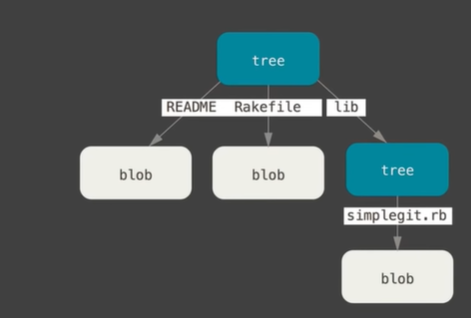 tree
README Rakefile lib
blob blob tree
simplegit.rb
blob